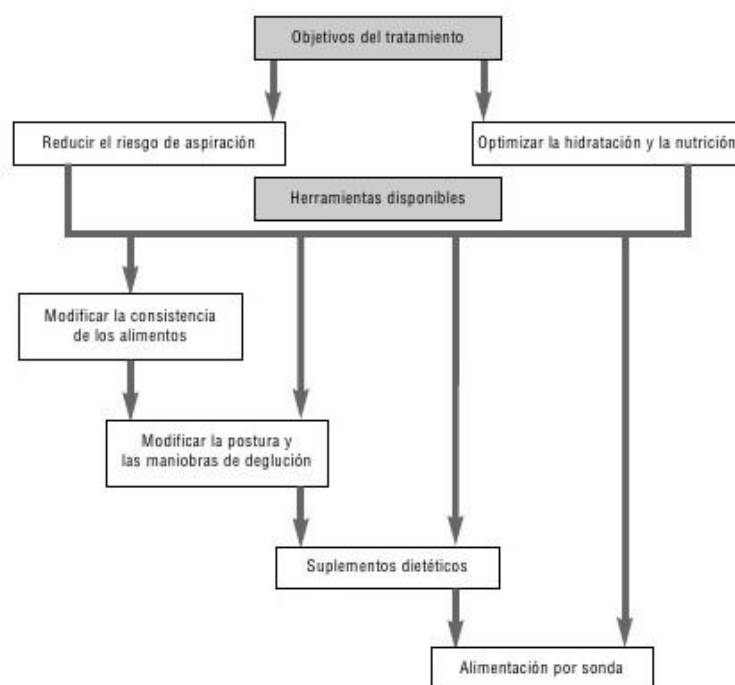 Objetivos del tratamiento
Reducir el riesgo de aspiración
Optimizar la hidratación y la nutrición
Herramientas disponibles
Modificar la consistencia
de los alimentos
Modificar la postura y
las maniobras de deglución
Suplementos dietéticos
Alimentación por sonda